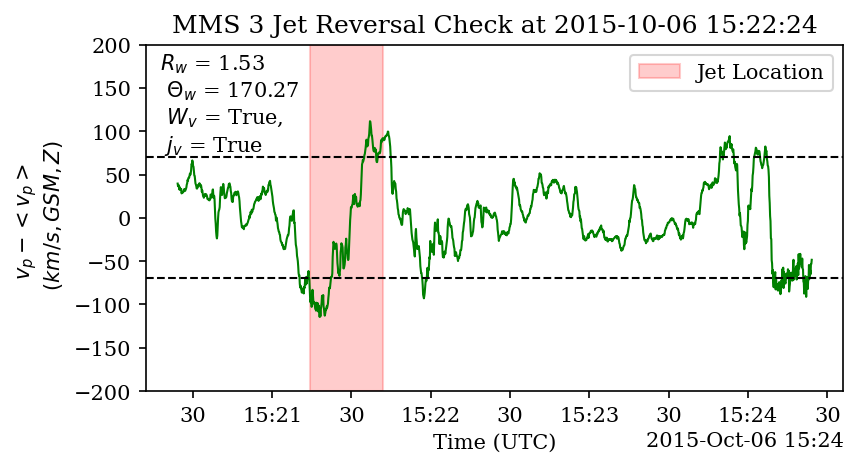 MMS 3 Jet Reversal Check at 2015-10-06 15:22:24
R_w = 1.53
Θ_w = 170.27
W_v = True,
j_v = True
Jet Location
200
150
100
50
0
−50
−100
−150
−200
v_p − < v_p >
(km/s, GSM, Z)
30 15:21 30 15:22 30 15:23 30 15:24 30
Time (UTC)
2015-Oct-06 15:24